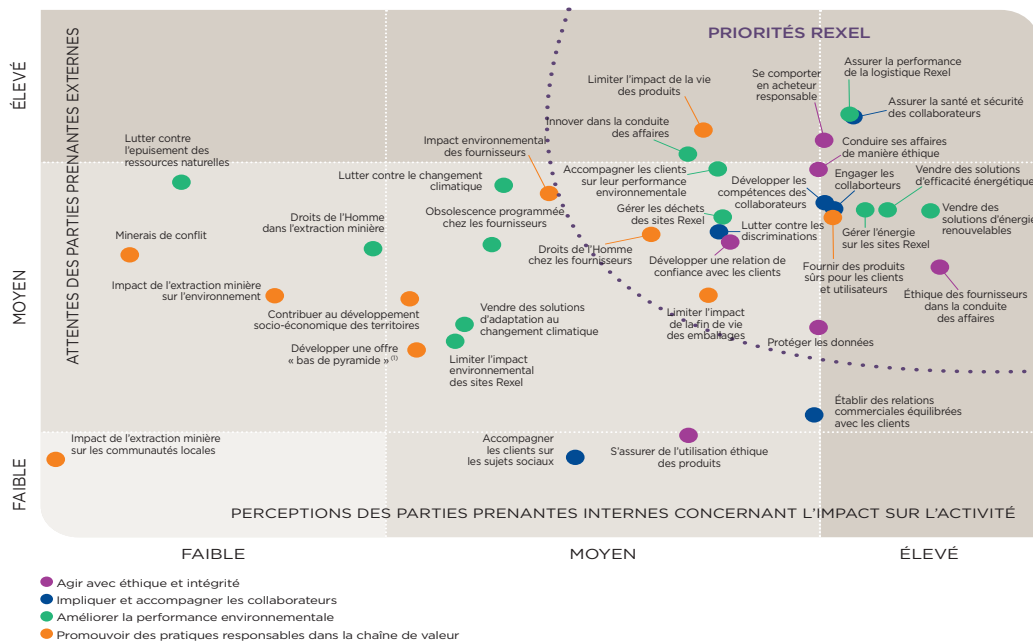 PRIORITÉS REXEL
ATTENTES DES PARTIES PRENANTES EXTERNES
ÉLEVÉ
MOYEN
FAIBLE
Limiter l'impact de la vie
des produits
Se comporter
en acheteur
responsable
Assurer la performance
de la logistique Rexel
Assurer la santé et sécurité
des collaborateurs
Innover dans la conduite
des affaires
Lutter contre
l'epuisement des
ressources naturelles
Impact environnemental
des fournisseurs
Conduire ses affaires
de manière éthique
Lutter contre le changement
climatique
Accompagner les clients
sur leur performance
environnementale
Développer les
compétences des
collaborateurs
Engager les
collaborteurs
Vendre des solutions
d'efficacité énergétique
Droits de l'Homme
dans l'extraction minière
Obsolescence programmée
chez les fournisseurs
Gérer les déchets
des sites Rexel
Lutter contre les
discriminations
Gérer l'énergie
sur les sites Rexel
Vendre des
solutions d'énergie
renouvelables
Minerais de conflit
Droits de l'Homme
chez les fournisseurs
Développer une relation de
confiance avec les clients
Fournir des produits
sûrs pour les clients
et utilisateurs
Éthique des fournisseurs
dans la conduite
des affaires
Impact de l'extraction minière
sur l'environnement
Contribuer au développement
socio-économique des territoires
Vendre des solutions
d'adaptation au
changement climatique
Limiter l'impact
de la fin de vie
des emballages
Protéger les données
Développer une offre
« bas de pyramide » (1)
Limiter l'impact
environnemental
des sites Rexel
Établir des relations
commerciales équilibrées
avec les clients
Impact de l'extraction minière
sur les communautés locales
Accompagner
les clients sur
les sujets sociaux
S'assurer de l'utilisation éthique
des produits
PERCEPTIONS DES PARTIES PRENANTES INTERNES CONCERNANT L'IMPACT SUR L'ACTIVITÉ
FAIBLE
MOYEN
ÉLEVÉ
Agir avec éthique et intégrité
Impliquer et accompagner les collaborateurs
Améliorer la performance environnementale
Promouvoir des pratiques responsables dans la chaîne de valeur